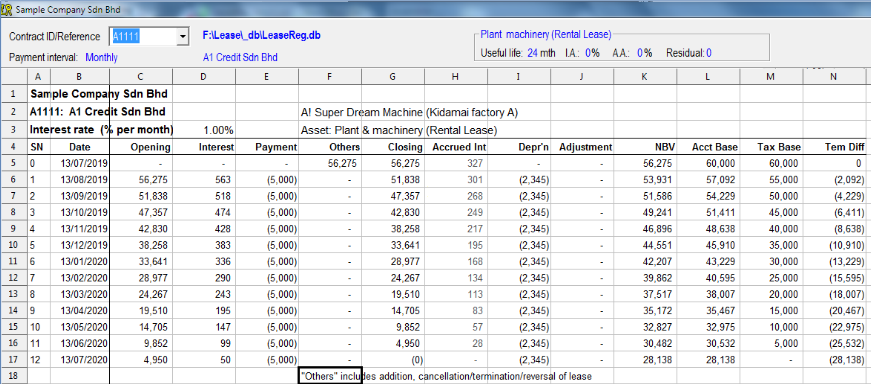 Sample Company Sdn Bhd
Contract ID/Reference A1111 F:\Lease\_db\LeaseReg.db Plant machinery (Rental Lease)
Useful life: 24 mth I.A.: 0% A.A.: 0 % Residual: 0
Payment interval: Monthly A1 Credit Sdn Bhd
A B C D E F G H I J K L M N
1 Sample Company Sdn Bhd
2 A1111: A1 Credit Sdn Bhd A! Super Dream Machine (Kidamai factory A)
3 Interest rate (% per month) 1.00% Asset: Plant & machinery (Rental Lease)
4 SN Date Opening Interest Payment Others Closing Accrued Int Depr'n Adjustment NBV Acct Base Tax Base Tem Diff
5 0 13/07/2019 - - - 56,275 56,275 327 - - 56,275 60,000 60,000 0
6 1 13/08/2019 56,275 563 (5,000) - 51,838 301 (2,345) - 53,931 57,092 55,000 (2,092)
7 2 13/09/2019 51,838 518 (5,000) - 47,357 268 (2,345) - 51,586 54,229 50,000 (4,229)
8 3 13/10/2019 47,357 474 (5,000) - 42,830 249 (2,345) - 49,241 51,411 45,000 (6,411)
9 4 13/11/2019 42,830 428 (5,000) - 38,258 217 (2,345) - 46,896 48,638 40,000 (8,638)
10 5 13/12/2019 38,258 383 (5,000) - 33,641 195 (2,345) - 44,551 45,910 35,000 (10,910)
11 6 13/01/2020 33,641 336 (5,000) - 28,977 168 (2,345) - 42,207 43,229 30,000 (13,229)
12 7 13/02/2020 28,977 290 (5,000) - 24,267 134 (2,345) - 39,862 40,595 25,000 (15,595)
13 8 13/03/2020 24,267 243 (5,000) - 19,510 113 (2,345) - 37,517 38,007 20,000 (18,007)
14 9 13/04/2020 19,510 195 (5,000) - 14,705 83 (2,345) - 35,172 35,467 15,000 (20,467)
15 10 13/05/2020 14,705 147 (5,000) - 9,852 57 (2,345) - 32,827 32,975 10,000 (22,975)
16 11 13/06/2020 9,852 99 (5,000) - 4,950 28 (2,345) - 30,482 30,532 5,000 (25,532)
17 12 13/07/2020 4,950 50 (5,000) - (0) - (2,345) - 28,138 28,138 - (28,138)
18 "Others" includes addition, cancellation/termination/reversal of lease